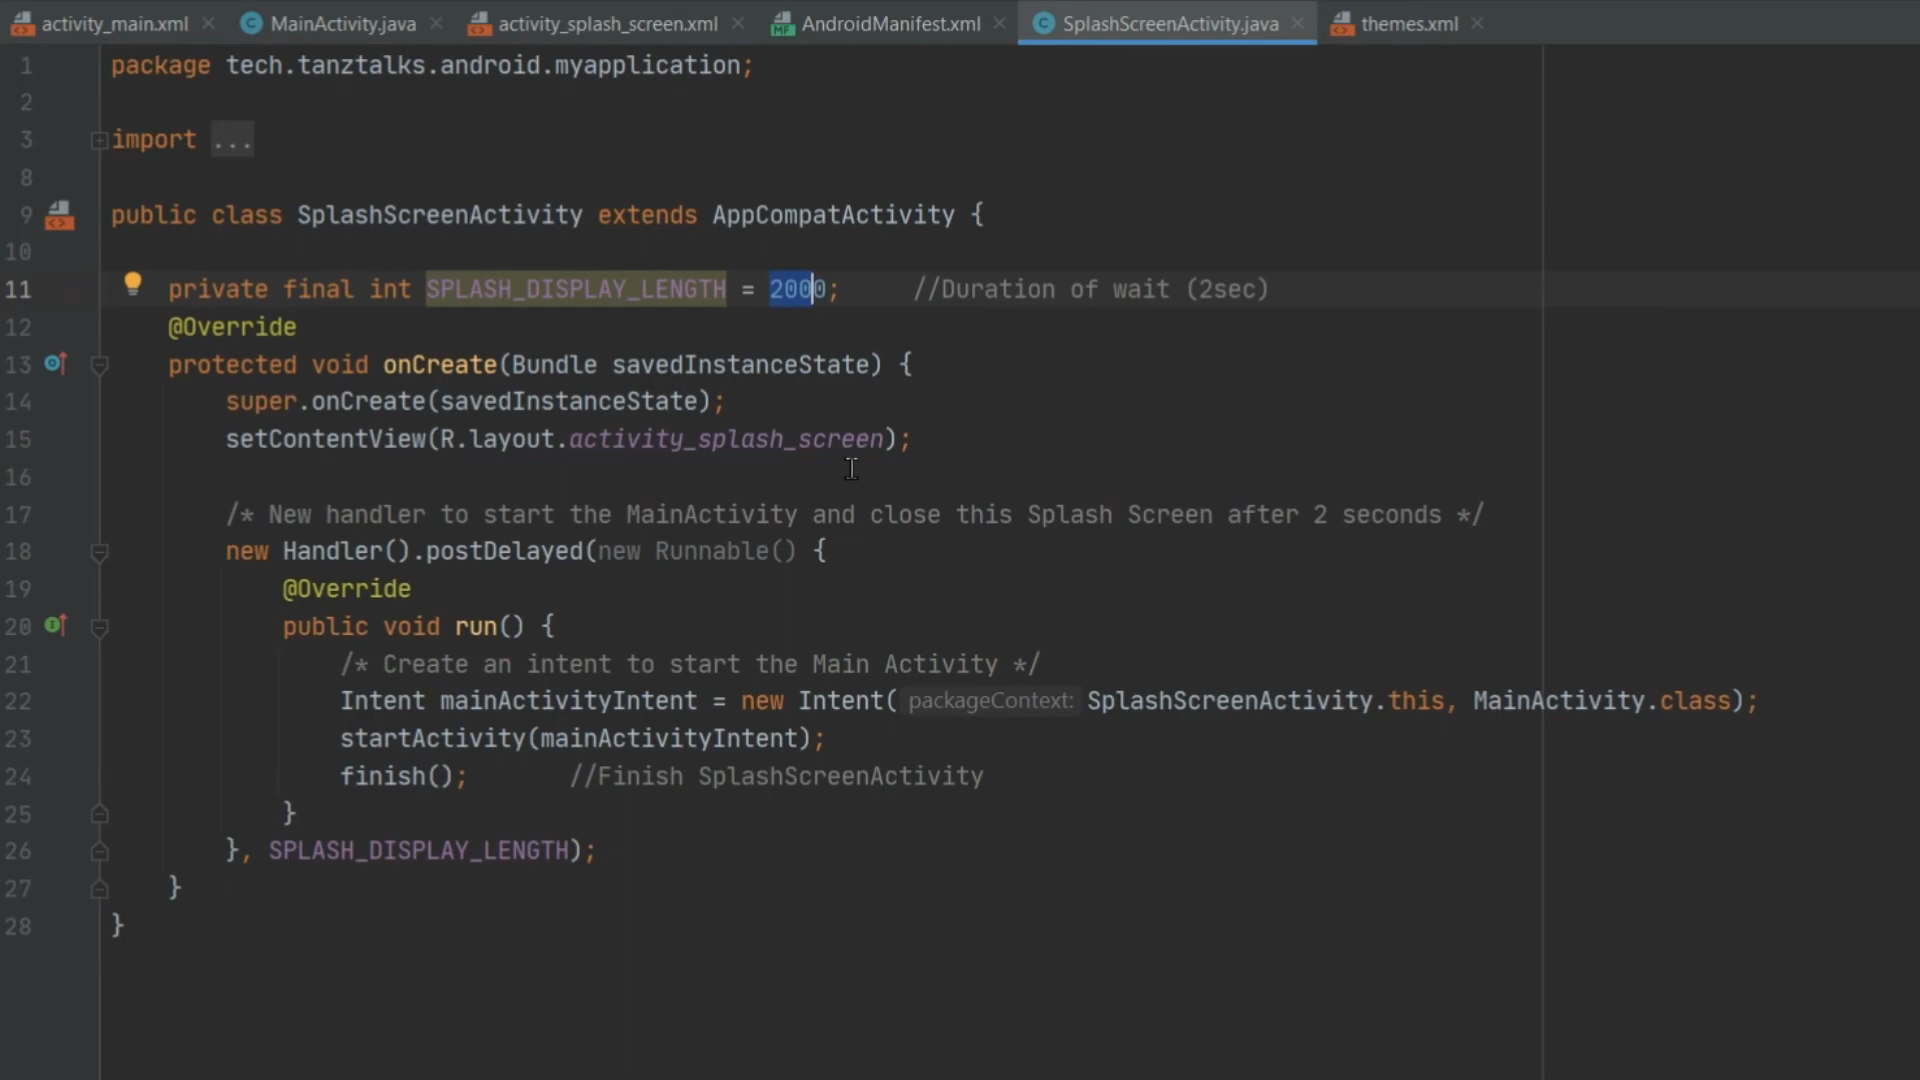 activity_main.xml MainActivity.java activity_splash_screen.xml AndroidManifest.xml SplashScreenActivity.java themes.xml
1 package tech.tanztalks.android.myapplication;
2
3 import ...
8
9 public class SplashScreenActivity extends AppCompatActivity {
10
11 private final int SPLASH_DISPLAY_LENGTH = 2000; //Duration of wait (2sec)
12 @Override
13 protected void onCreate(Bundle savedInstanceState) {
14 super.onCreate(savedInstanceState);
15 setContentView(R.layout.activity_splash_screen);
16
17 /* New handler to start the MainActivity and close this Splash Screen after 2 seconds */
18 new Handler().postDelayed(new Runnable() {
19 @Override
20 public void run() {
21 /* Create an intent to start the Main Activity */
22 Intent mainActivityIntent = new Intent( packageContext: SplashScreenActivity.this, MainActivity.class);
23 startActivity(mainActivityIntent);
24 finish(); //Finish SplashScreenActivity
25 }
26 }, SPLASH_DISPLAY_LENGTH);
27 }
28 }